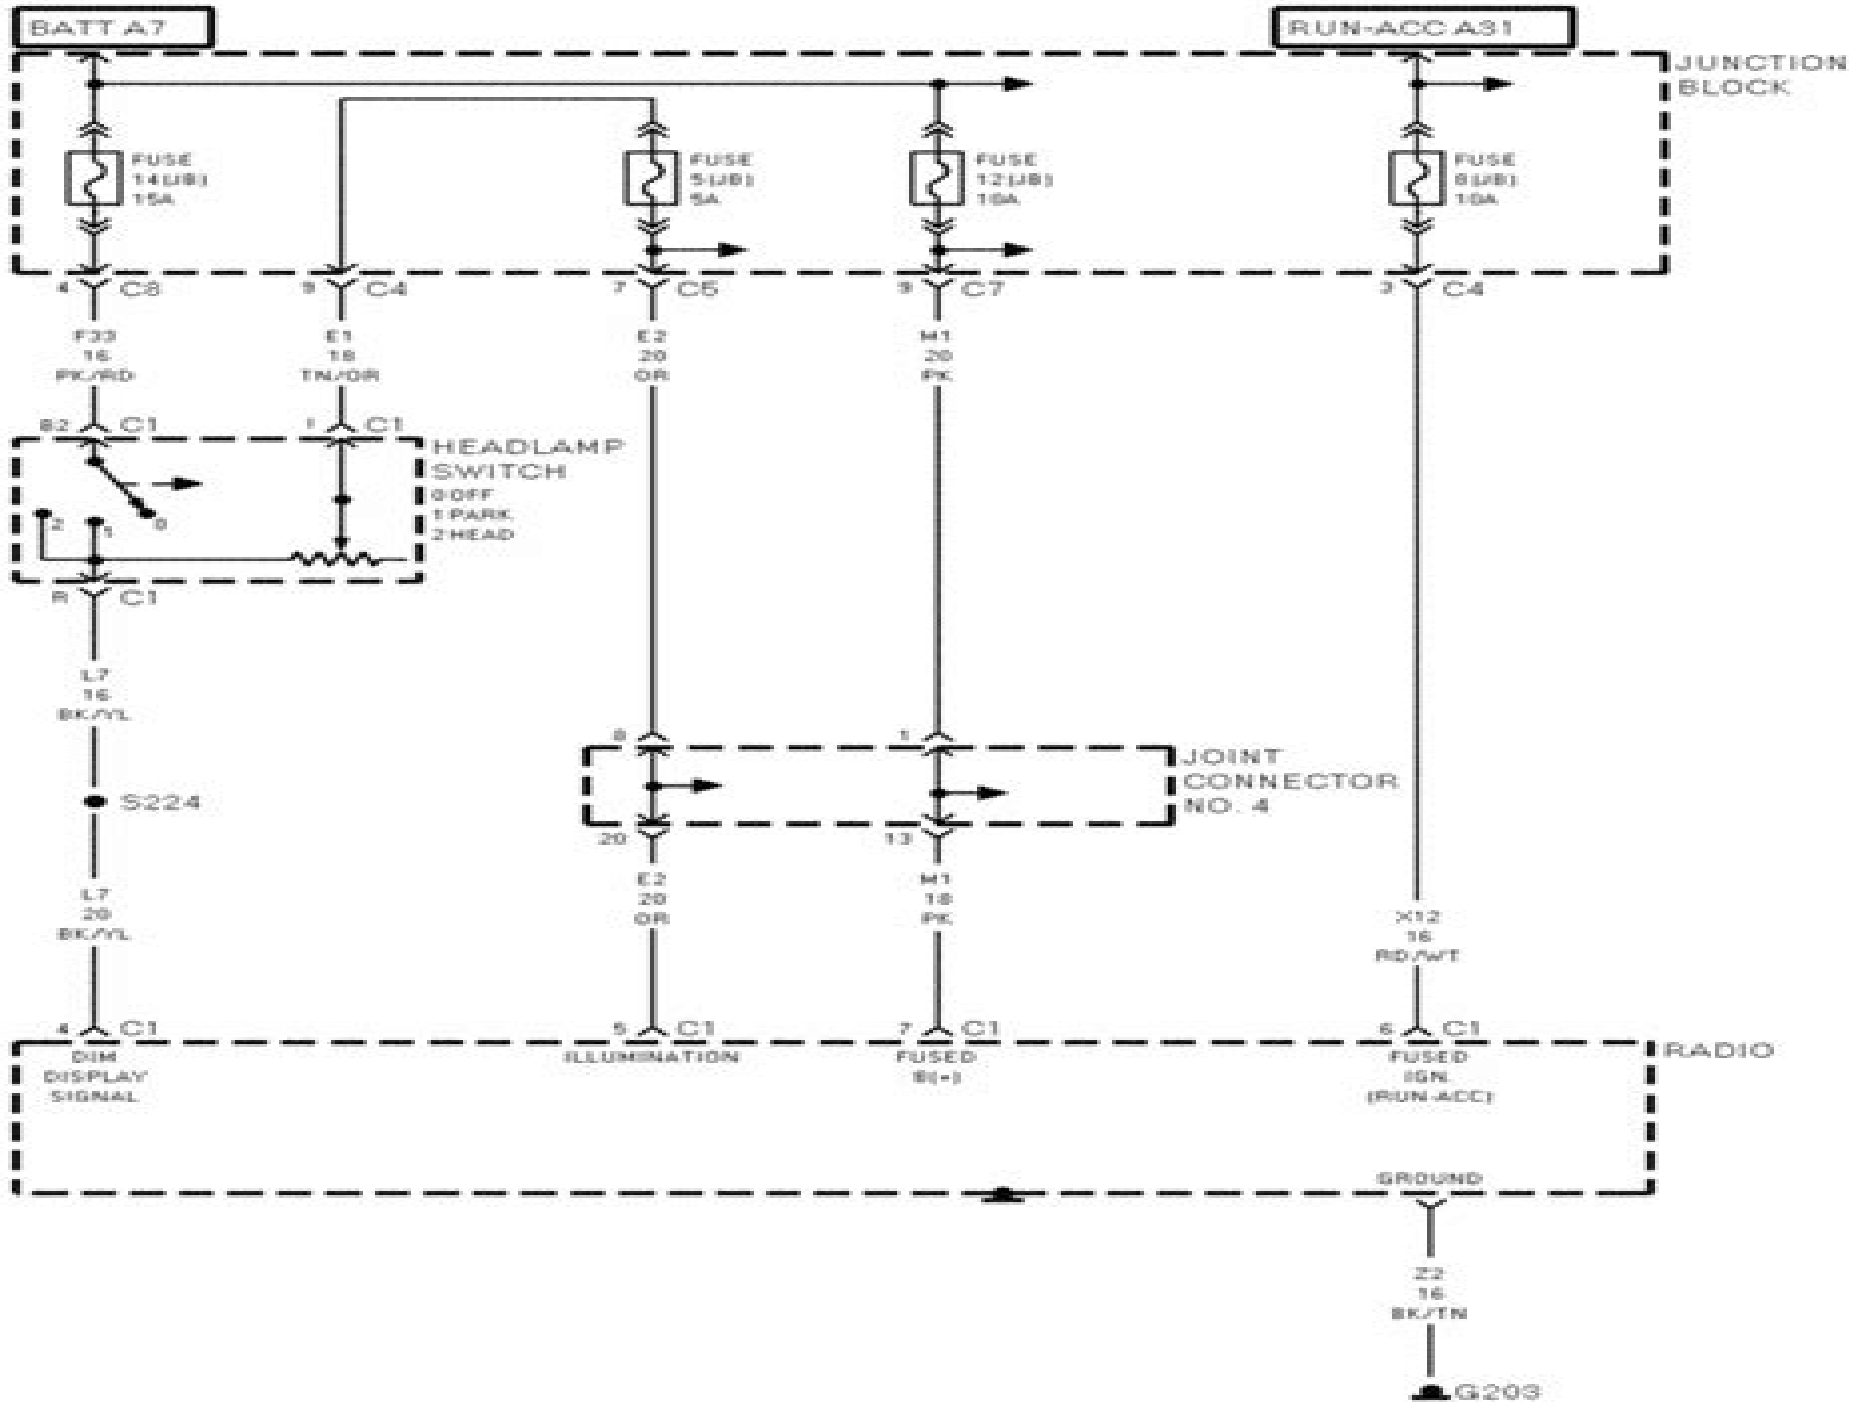 BATT A7
RUN-ACC A31
JUNCTION
BLOCK
FUSE
14(JB)
15A
FUSE
5(JB)
5A
FUSE
12(JB)
10A
FUSE
8(JB)
10A
4 C8
9 C4
7 C5
9 C7
3 C4
F33
16
PK/RD
E1
18
TN/OR
E2
20
OR
M1
20
PK
B2 C1
1 C1
HEADLAMP
SWITCH
0 OFF
1 PARK
2 HEAD
2
1
0
R C1
L7
16
BK/YL
8
1
JOINT
CONNECTOR
NO. 4
S224
20
13
L7
20
BK/YL
E2
20
OR
M1
18
PK
X12
16
RD/WT
4 C1
5 C1
7 C1
6 C1
RADIO
DIM
DISPLAY
SIGNAL
ILLUMINATION
FUSED
B(+)
FUSED
IGN.
(RUN-ACC)
GROUND
Z2
16
BK/TN
G203